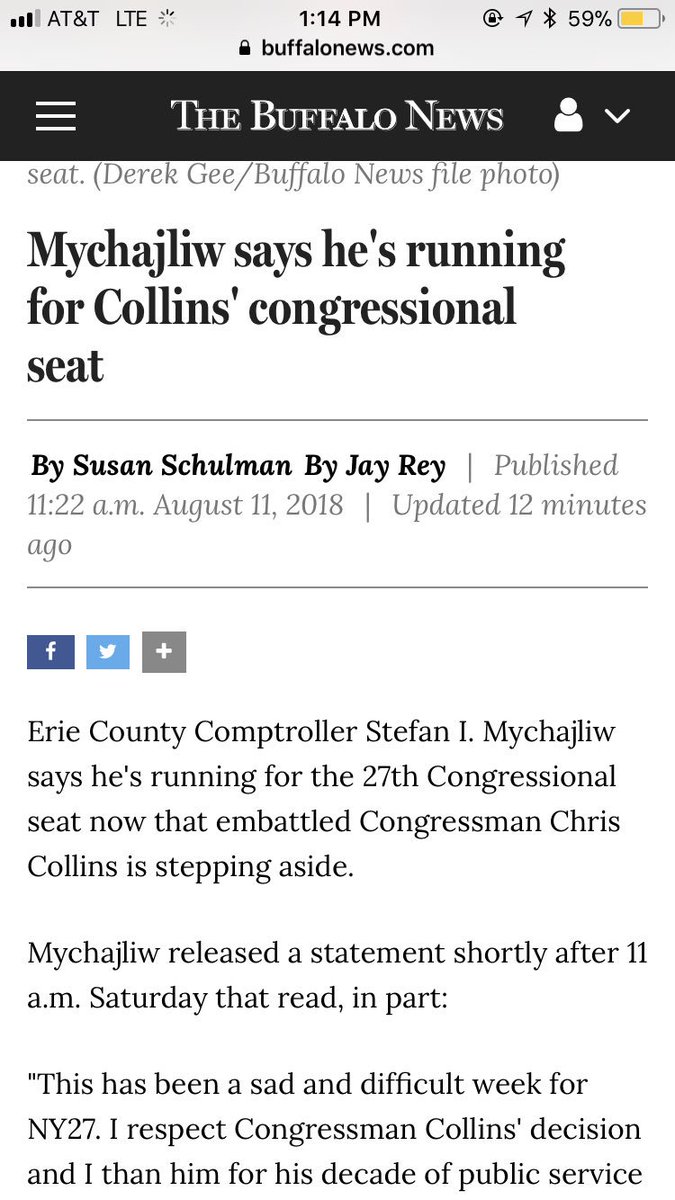 AT&T LTE 1:14 PM 59%
buffalonews.com
THE BUFFALO NEWS
seat. (Derek Gee/Buffalo News file photo)
Mychajliw says he's running
for Collins' congressional
seat
By Susan Schulman By Jay Rey | Published
11:22 a.m. August 11, 2018 | Updated 12 minutes
ago
f
+
Erie County Comptroller Stefan I. Mychajliw
says he's running for the 27th Congressional
seat now that embattled Congressman Chris
Collins is stepping aside.
Mychajliw released a statement shortly after 11
a.m. Saturday that read, in part:
"This has been a sad and difficult week for
NY27. I respect Congressman Collins' decision
and I than him for his decade of public service